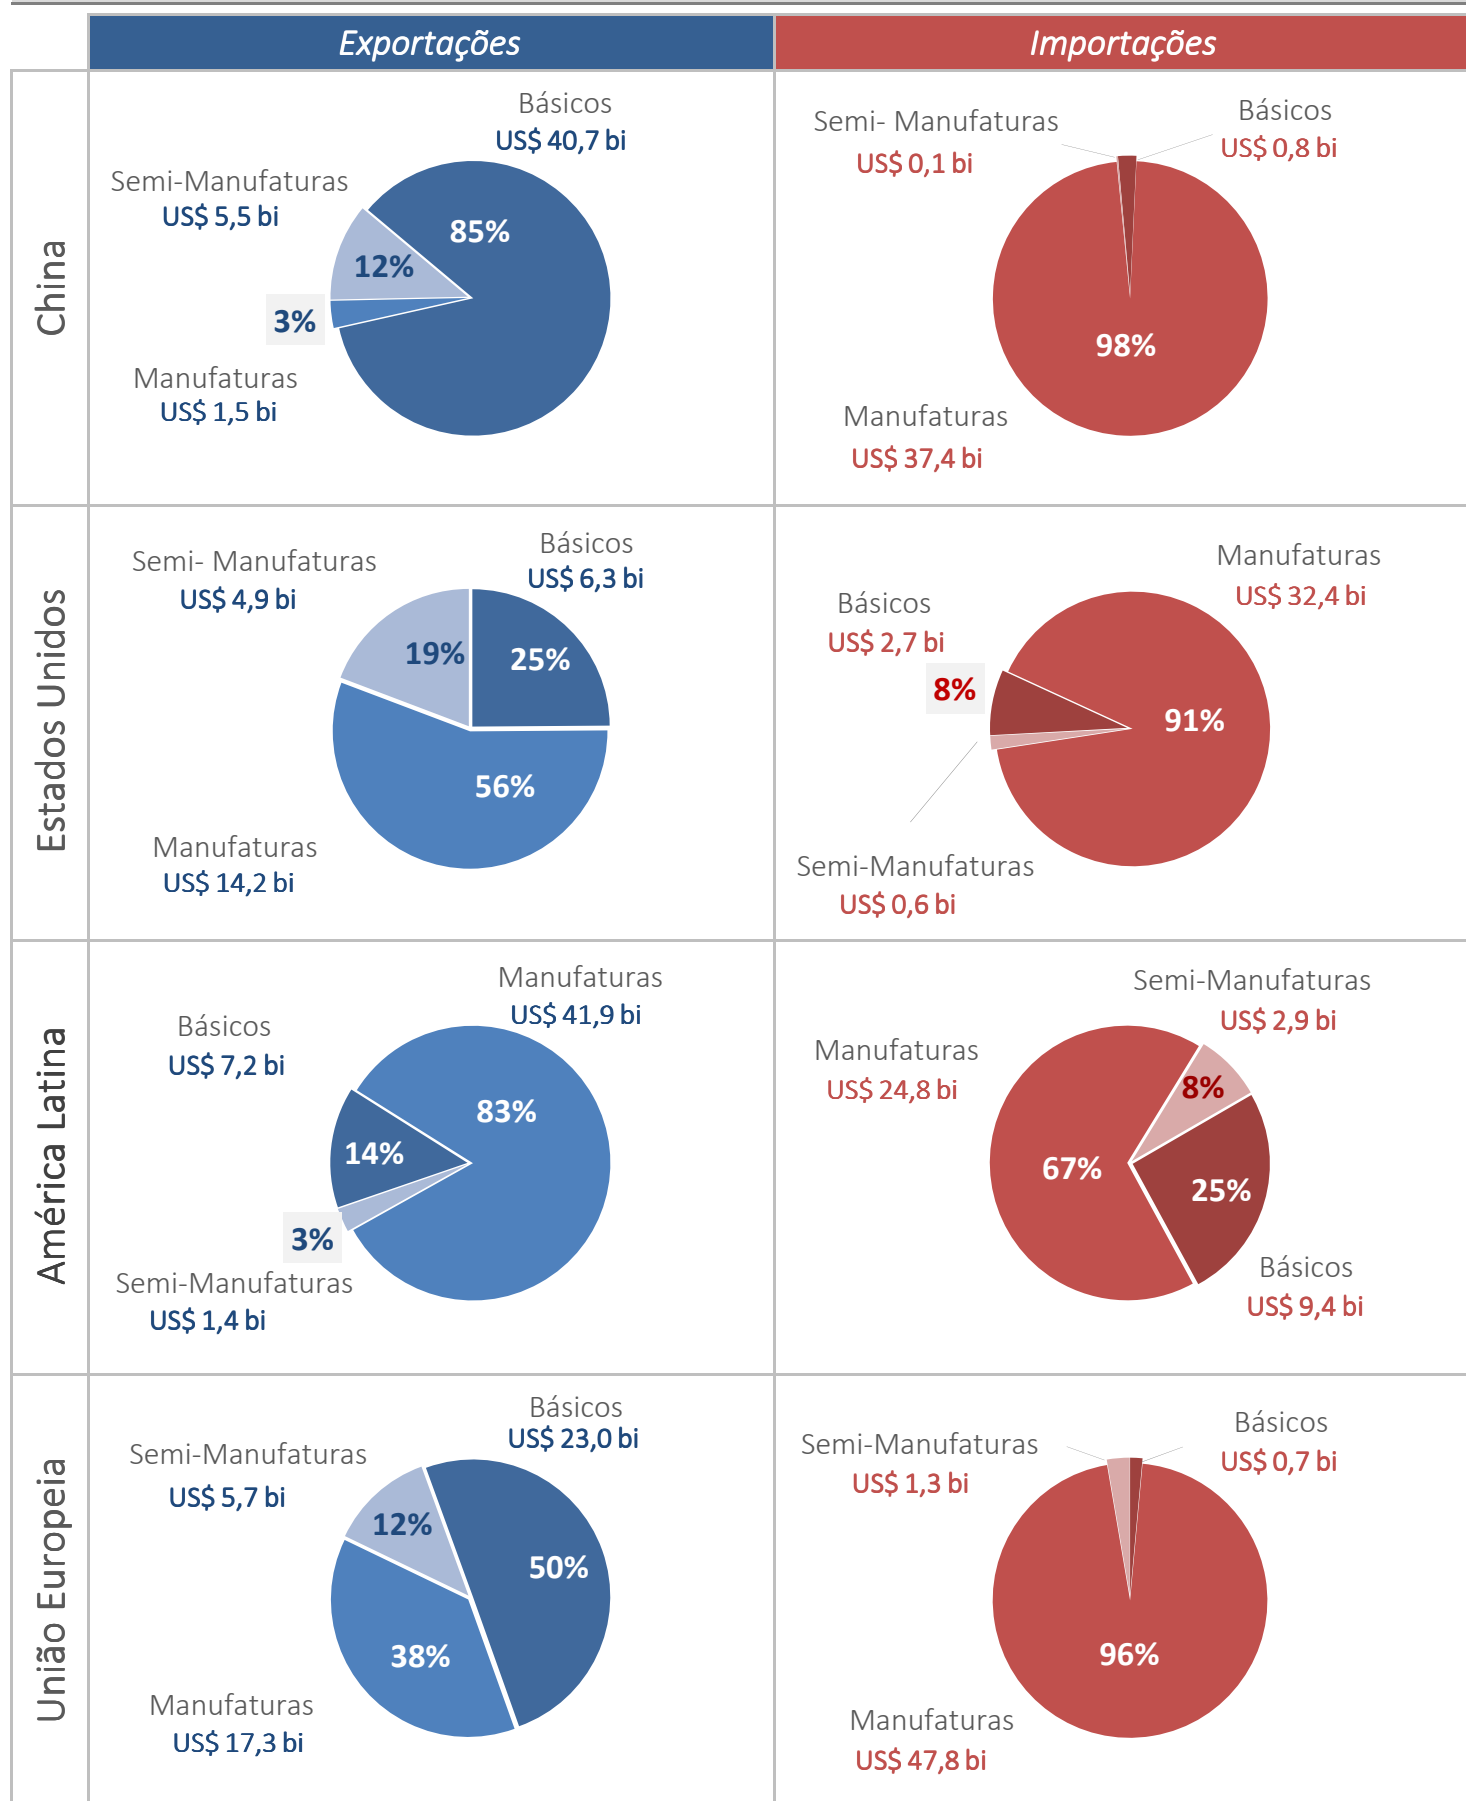 Exportações
Importações
China
Básicos
US$ 40,7 bi
Semi-Manufaturas
US$ 5,5 bi
85%
12%
3%
Manufaturas
US$ 1,5 bi
Semi- Manufaturas
US$ 0,1 bi
Básicos
US$ 0,8 bi
98%
Manufaturas
US$ 37,4 bi
Estados Unidos
Semi- Manufaturas
US$ 4,9 bi
Básicos
US$ 6,3 bi
19%
25%
56%
Manufaturas
US$ 14,2 bi
Manufaturas
US$ 32,4 bi
Básicos
US$ 2,7 bi
8%
91%
Semi-Manufaturas
US$ 0,6 bi
América Latina
Manufaturas
US$ 41,9 bi
Básicos
US$ 7,2 bi
83%
14%
3%
Semi-Manufaturas
US$ 1,4 bi
Semi-Manufaturas
US$ 2,9 bi
Manufaturas
US$ 24,8 bi
8%
67%
25%
Básicos
US$ 9,4 bi
União Europeia
Básicos
US$ 23,0 bi
Semi-Manufaturas
US$ 5,7 bi
12%
50%
38%
Manufaturas
US$ 17,3 bi
Semi-Manufaturas
US$ 1,3 bi
Básicos
US$ 0,7 bi
96%
Manufaturas
US$ 47,8 bi